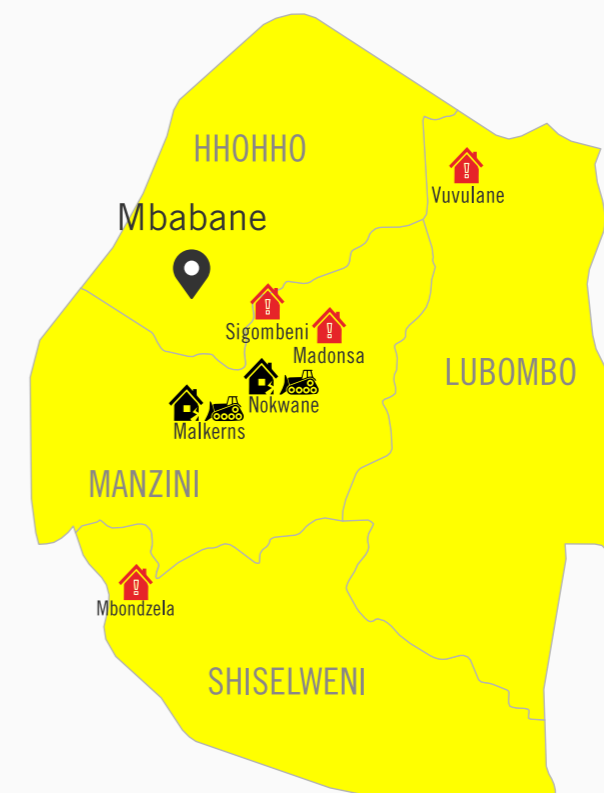 HHOHHO
Vuvulane
Mbabane
Sigombeni
Madonsa
LUBOMBO
Nokwane
Malkerns
MANZINI
Mbondzela
SHISELWENI